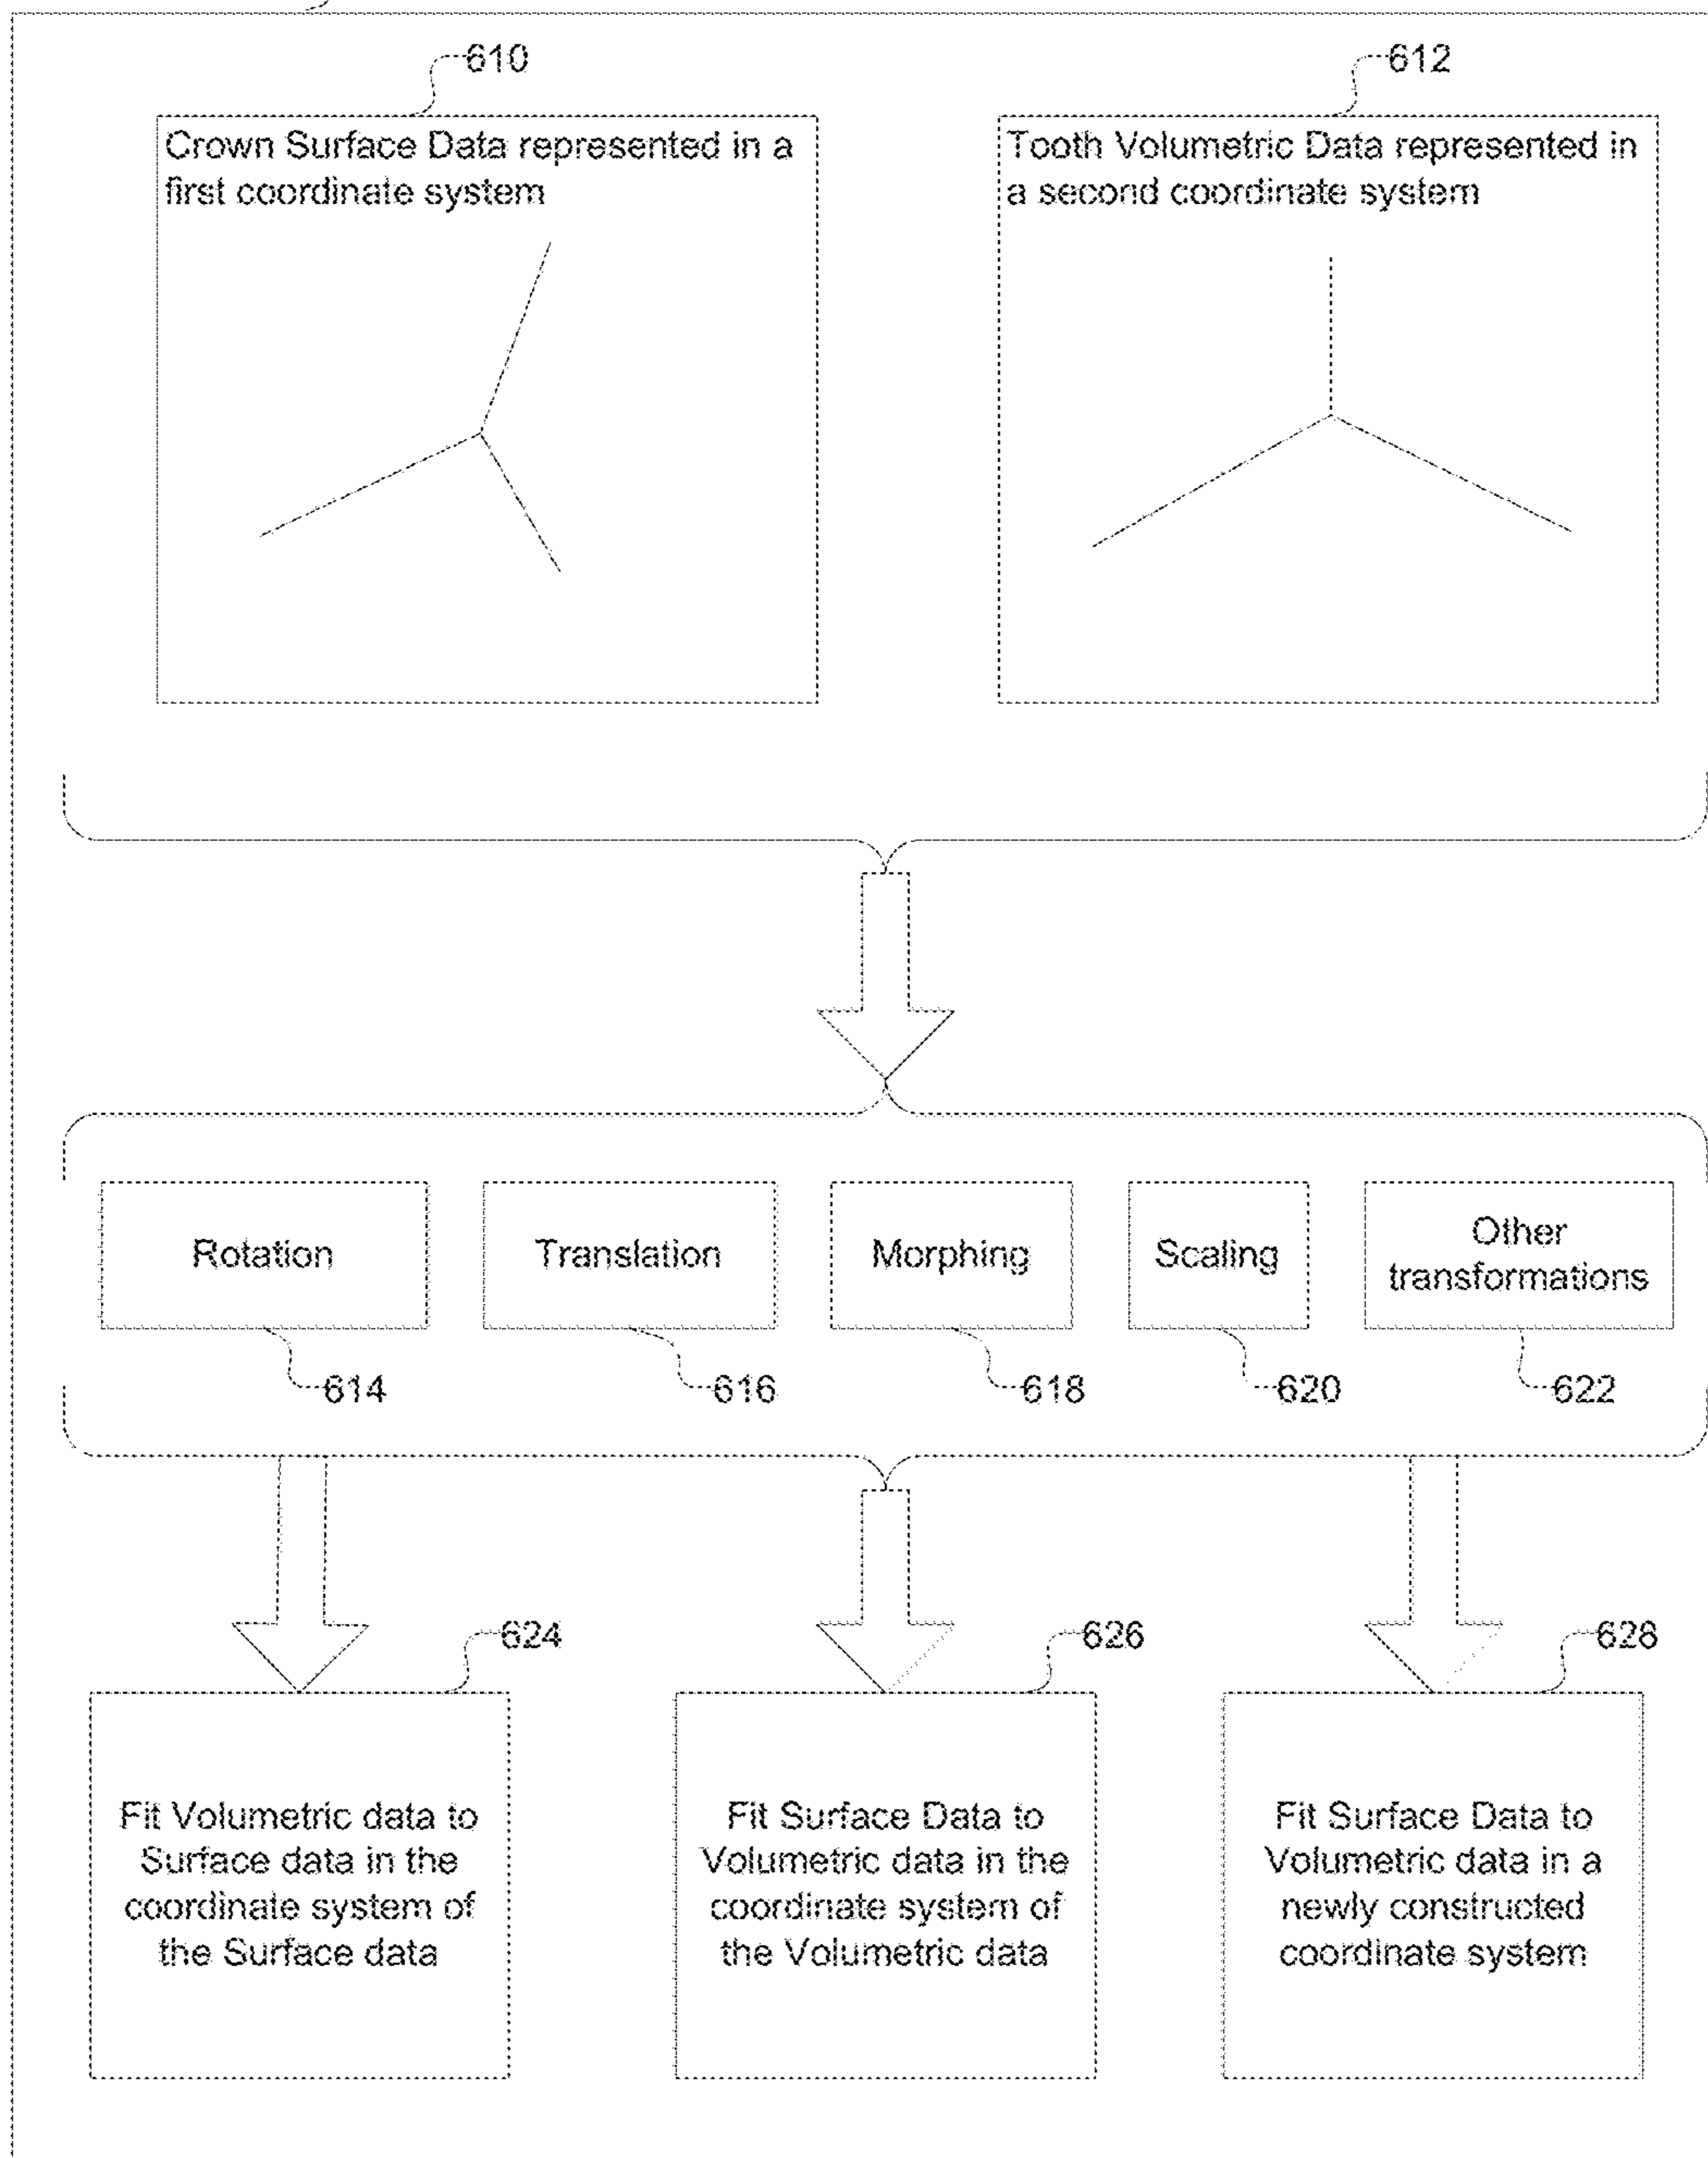 610
612
Crown Surface Data represented in a
first coordinate system
Tooth Volumetric Data represented in
a second coordinate system
Rotation
Translation
Morphing
Scaling
Other
transformations
614
616
618
620
622
624
626
628
Fit Volumetric data to
Surface data in the
coordinate system of
the Surface data
Fit Surface Data to
Volumetric data in the
coordinate system of
the Volumetric data
Fit Surface Data to
Volumetric data in a
newly constructed
coordinate system